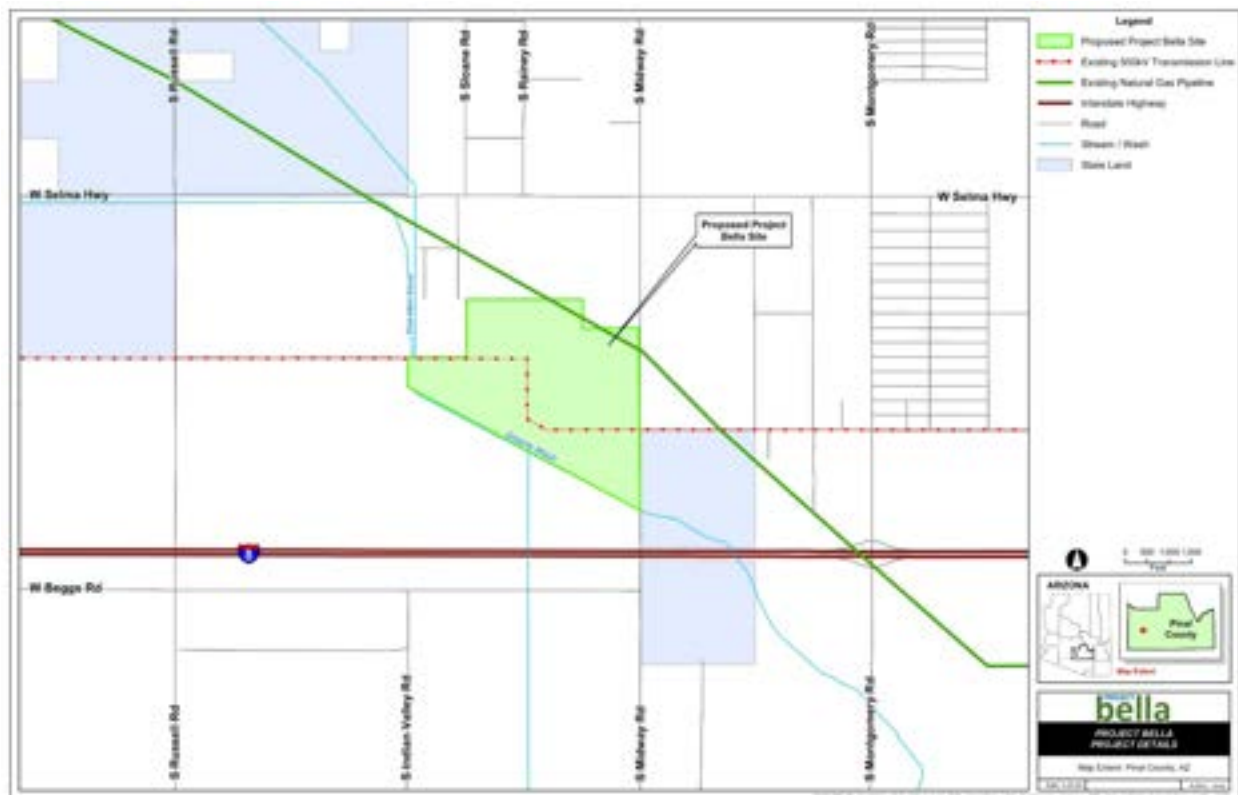 S Russell Rd
S Sloane Rd
S Rainey Rd
S Midway Rd
S Montgomery Rd
W Selma Hwy
W Selma Hwy
Proposed Project
Bella Site
8
W Beggs Rd
S Russell Rd
S Indian Valley Rd
S Midway Rd
S Montgomery Rd
Legend
Proposed Project Bella Site
Existing 500kV Transmission Line
Existing Natural Gas Pipeline
Interstate Highway
Road
Stream / Wash
State Land
Feet
ARIZONA
Pinal
County
Map Extent
bella
PROJECT BELLA
PROJECT DETAILS
Map Extent: Pinal County, AZ